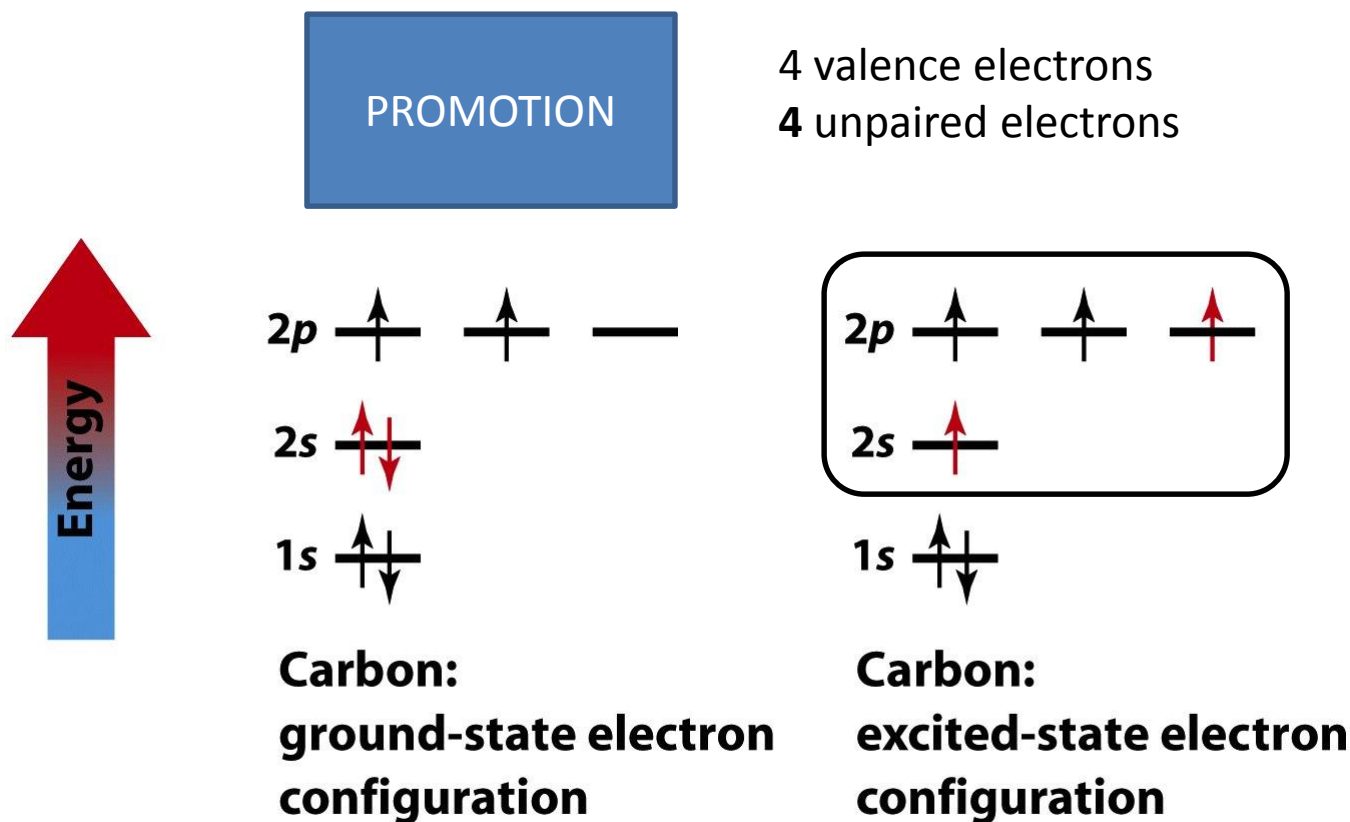 PROMOTION
4 valence electrons
4 unpaired electrons
Energy
2p
2s
1s
Carbon:
ground-state electron
configuration
2p
2s
1s
Carbon:
excited-state electron
configuration